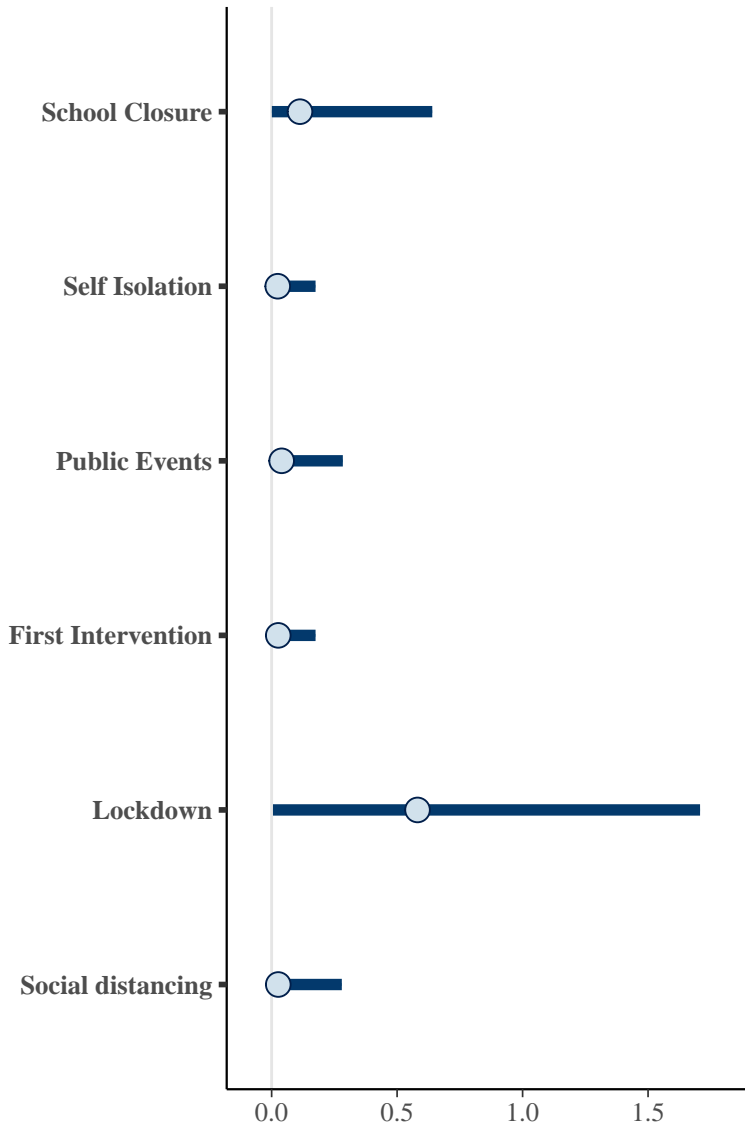 School Closure
Self Isolation
Public Events
First Intervention
Lockdown
Social distancing
0.0 0.5 1.0 1.5